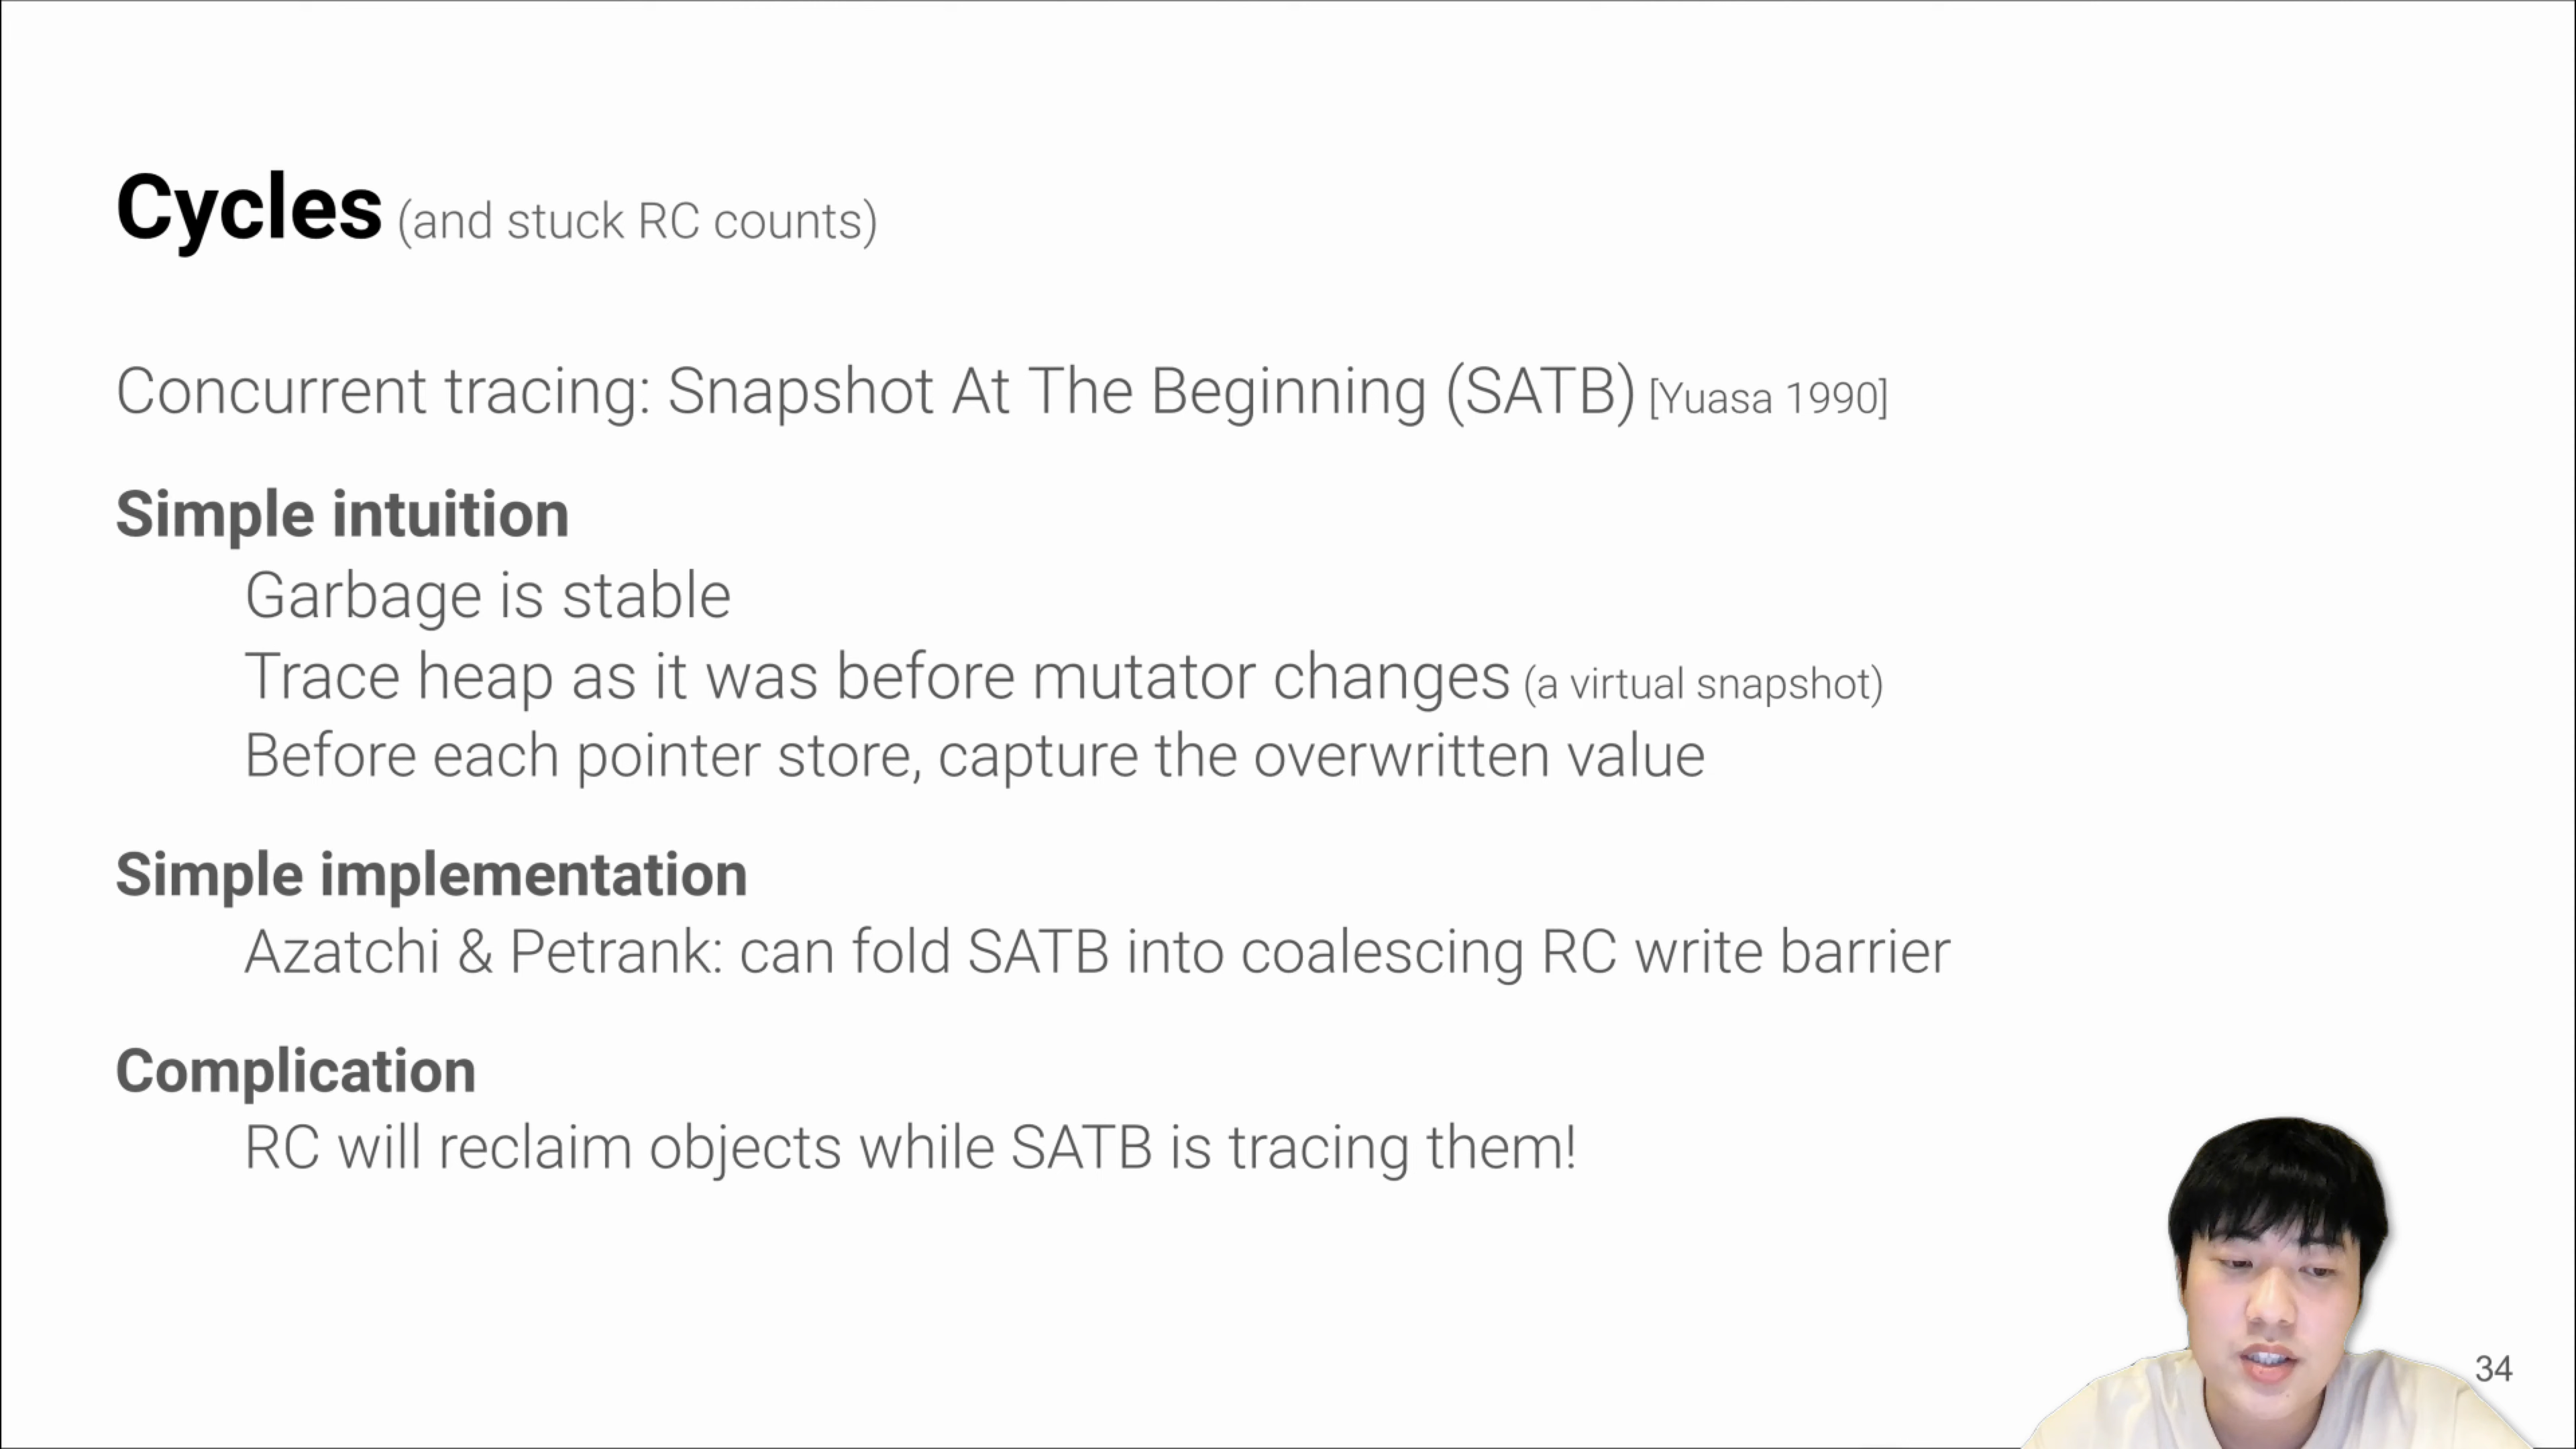 Cycles (and stuck RC counts)
Concurrent tracing: Snapshot At The Beginning (SATB) [Yuasa 1990]
Simple intuition
Garbage is stable
Trace heap as it was before mutator changes (a virtual snapshot)
Before each pointer store, capture the overwritten value
Simple implementation
Azatchi & Petrank: can fold SATB into coalescing RC write barrier
Complication
RC will reclaim objects while SATB is tracing them!
34